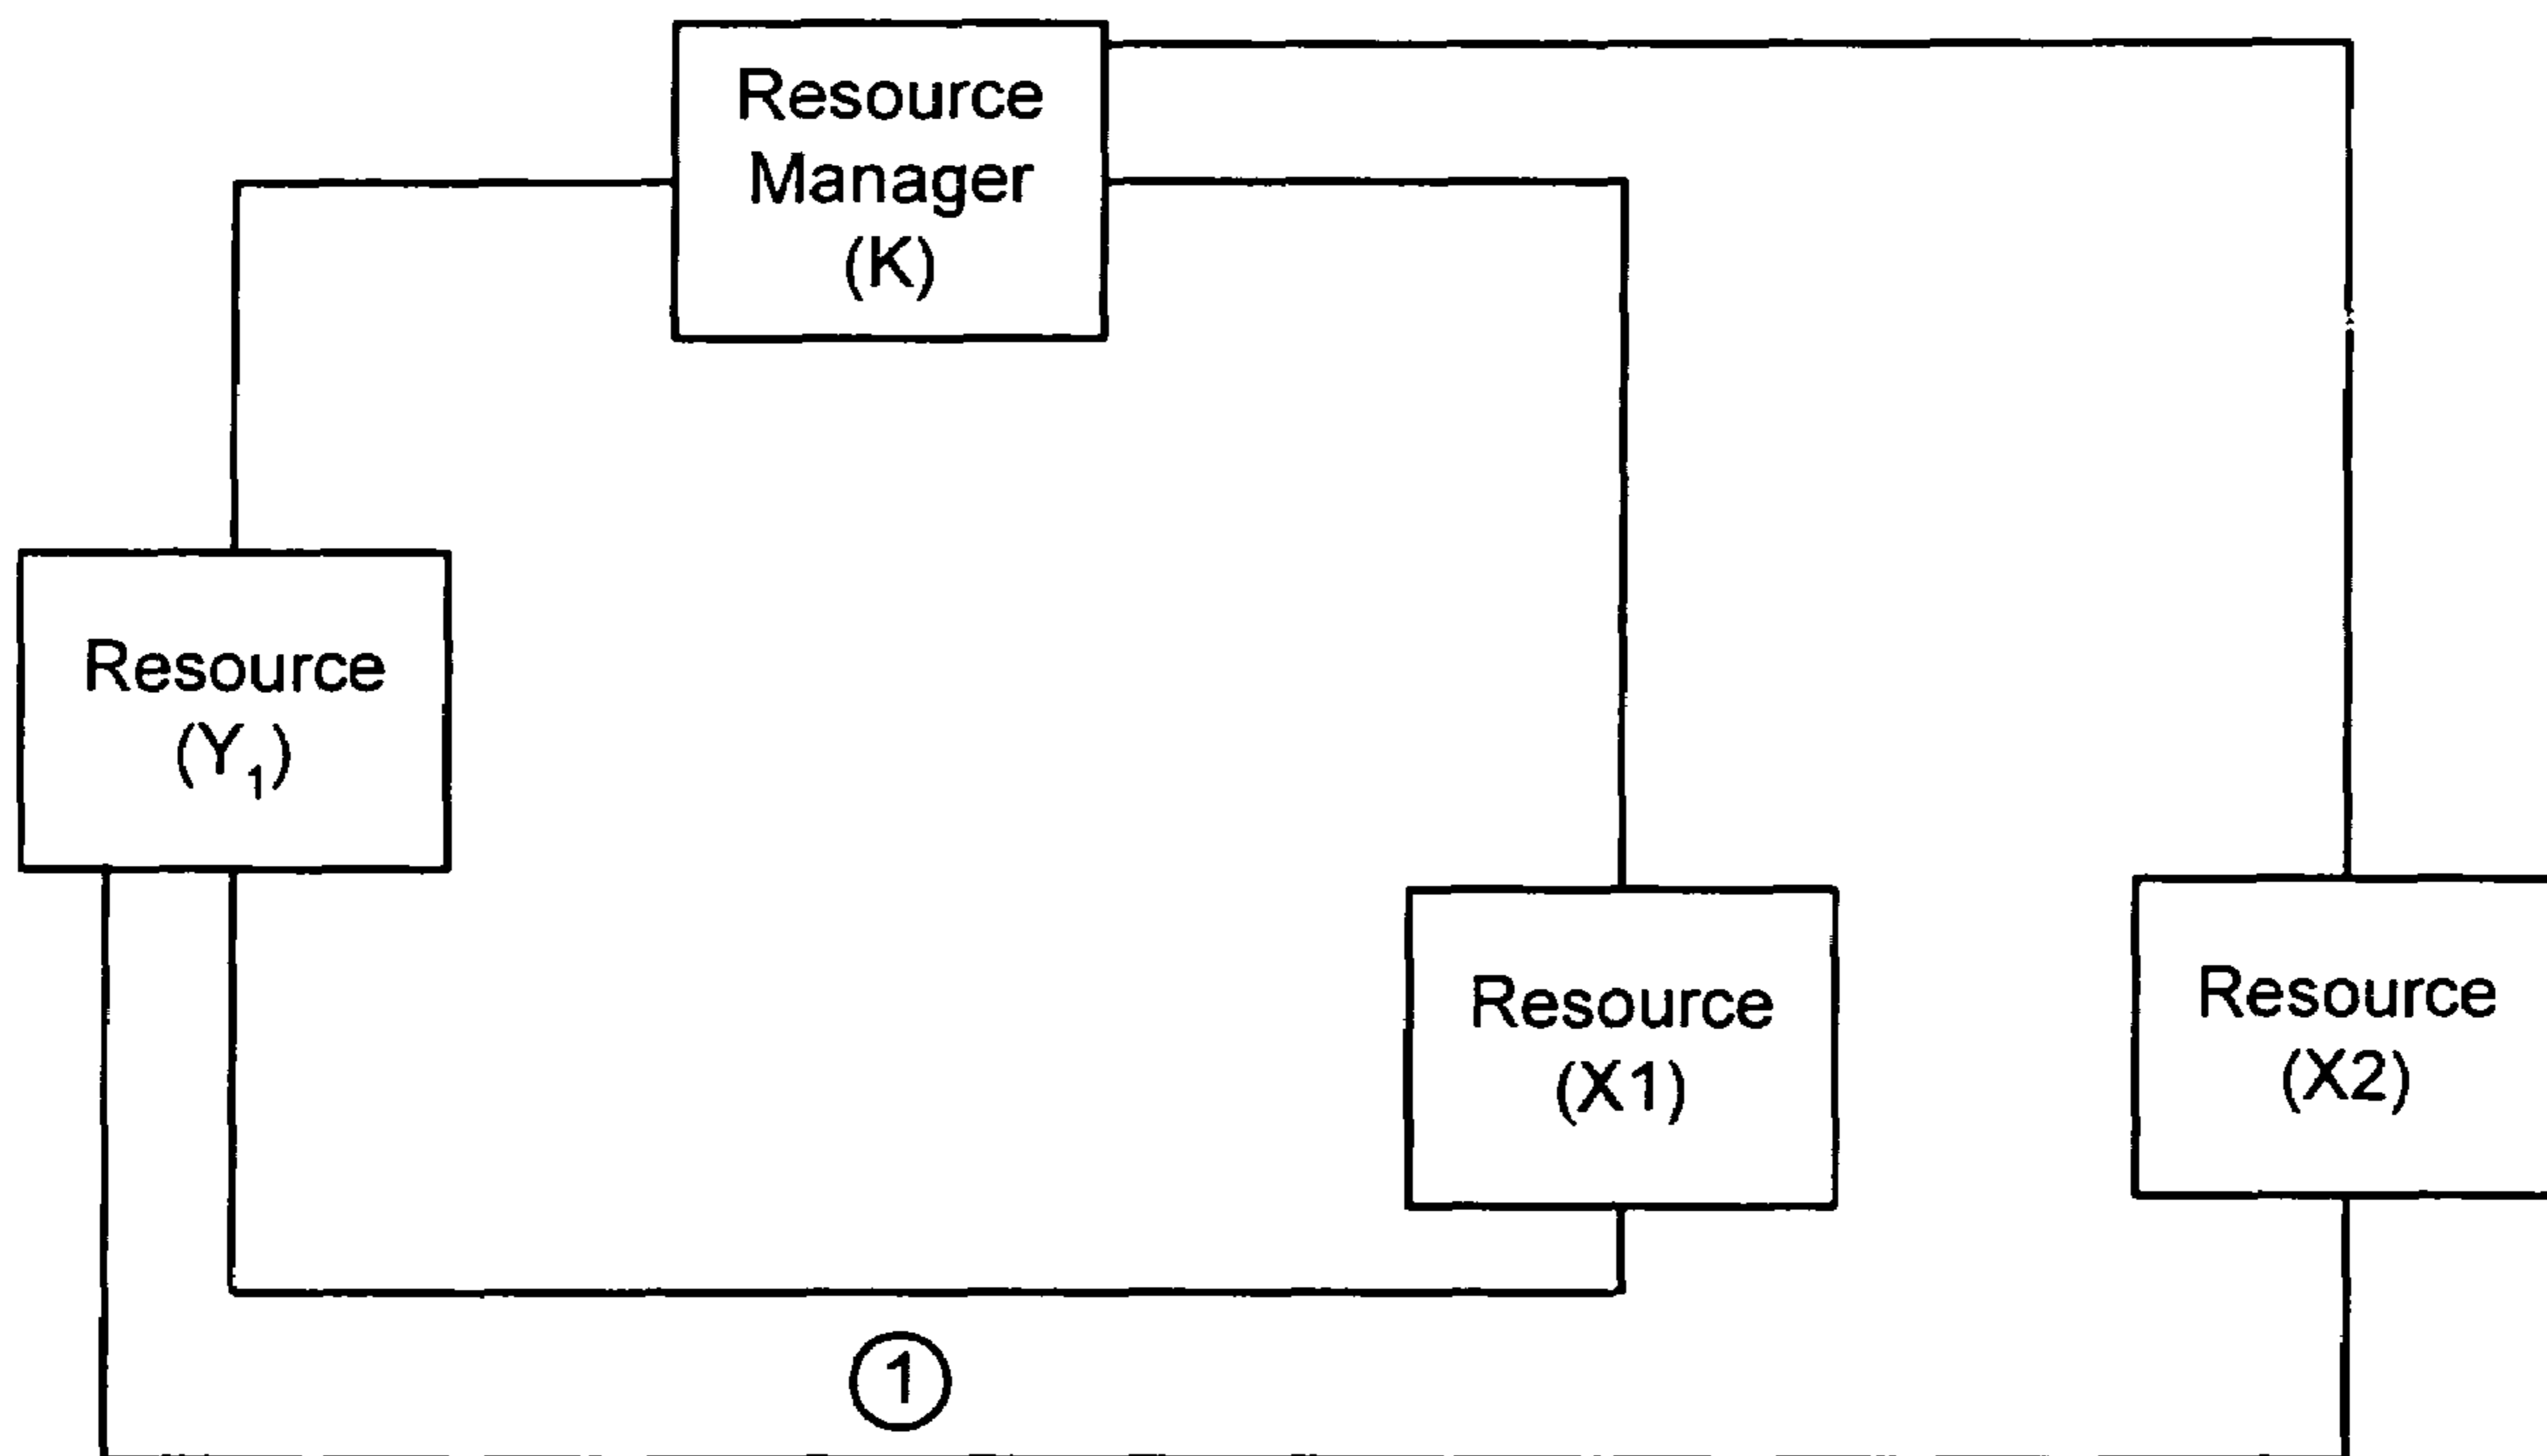 Resource
Manager
(K)
Resource
(Y₁)
Resource
(X1)
Resource
(X2)
1